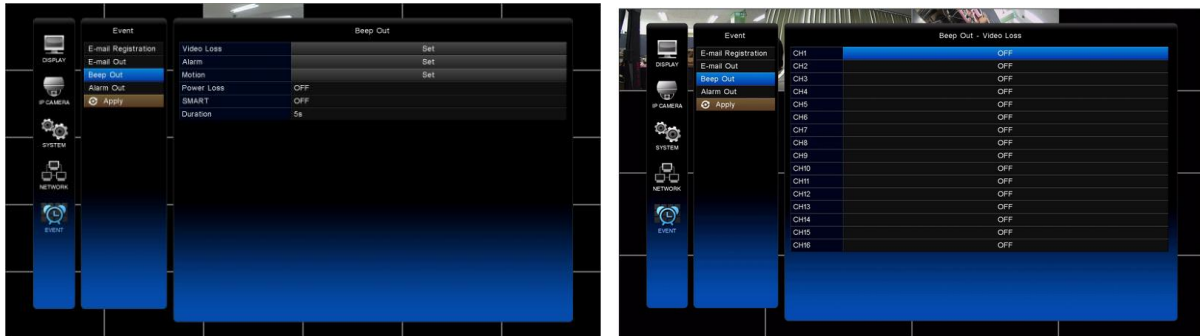 Event
Beep Out
DISPLAY
E-mail Registration
E-mail Out
Beep Out
Alarm Out
Apply
IP CAMERA
SYSTEM
NETWORK
EVENT
Video Loss Set
Alarm Set
Motion Set
Power Loss OFF
SMART OFF
Duration 5s
Event
Beep Out - Video Loss
DISPLAY
E-mail Registration
E-mail Out
Beep Out
Alarm Out
Apply
IP CAMERA
SYSTEM
NETWORK
EVENT
CH1 OFF
CH2 OFF
CH3 OFF
CH4 OFF
CH5 OFF
CH6 OFF
CH7 OFF
CH8 OFF
CH9 OFF
CH10 OFF
CH11 OFF
CH12 OFF
CH13 OFF
CH14 OFF
CH15 OFF
CH16 OFF